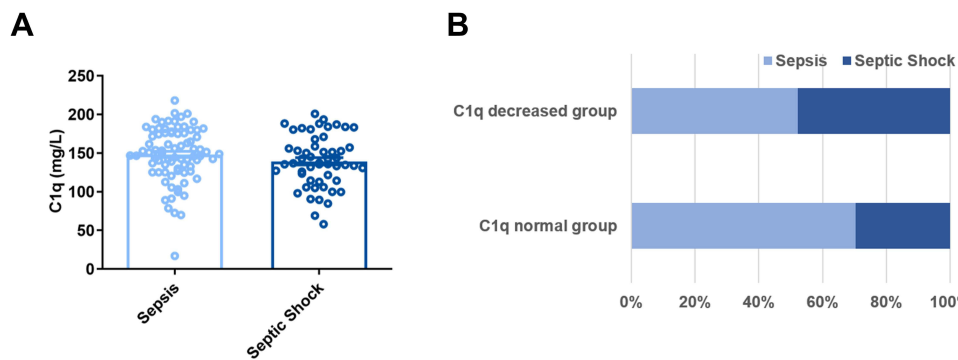 A
B
250
200
150
100
50
0
C1q (mg/L)
Sepsis
Septic Shock
Sepsis Septic Shock
C1q decreased group
C1q normal group
0% 20% 40% 60% 80% 100